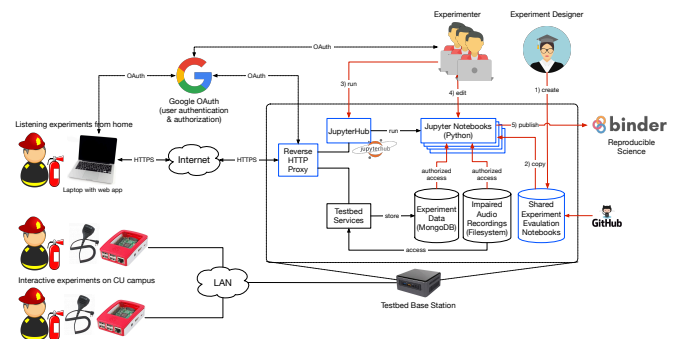 Experimenter
Experiment Designer
OAuth
OAuth
OAuth
Google OAuth
(user authentication
& authorization)
3) run
4) edit
1) create
Listening experiments from home
JupyterHub
run
jupyterhub
Jupyter Notebooks
(Python)
5) publish
binder
Reproducible
Science
HTTPS
Internet
HTTPS
Reverse
HTTP
Proxy
Laptop with web app
authorized
access
authorized
access
2) copy
Testbed
Services
store
Experiment
Data
(MongoDB)
Impaired
Audio
Recordings
(Filesystem)
Shared
Experiment
Evaulation
Notebooks
GitHub
access
Interactive experiments on CU campus
LAN
Testbed Base Station